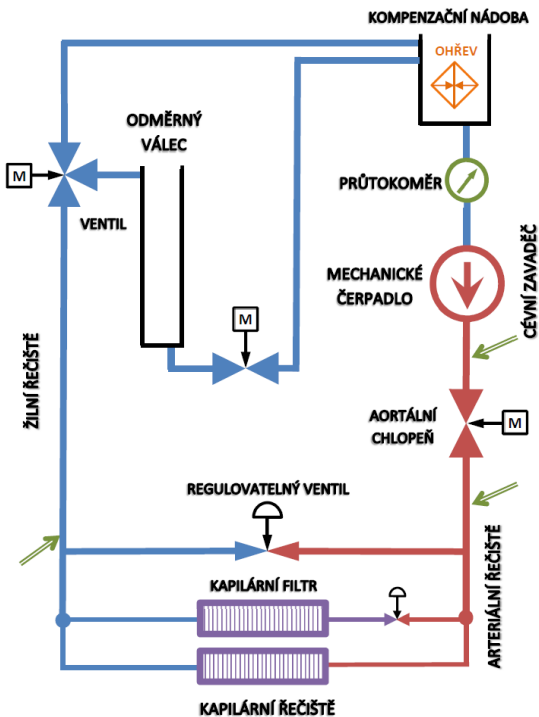 KOMPENZAČNÍ NÁDOBA
OHŘEV
ODMĚRNÝ
VÁLEC
M
PRŮTOKOMĚR
VENTIL
MECHANICKÉ
ČERPADLO
CÉVNÍ ZAVADĚČ
M
ŽILNÍ ŘEČIŠTĚ
AORTÁLNÍ
CHLOPEŇ
M
REGULOVATELNÝ VENTIL
ARTERIÁLNÍ ŘEČIŠTĚ
KAPILÁRNÍ FILTR
KAPILÁRNÍ ŘEČIŠTĚ